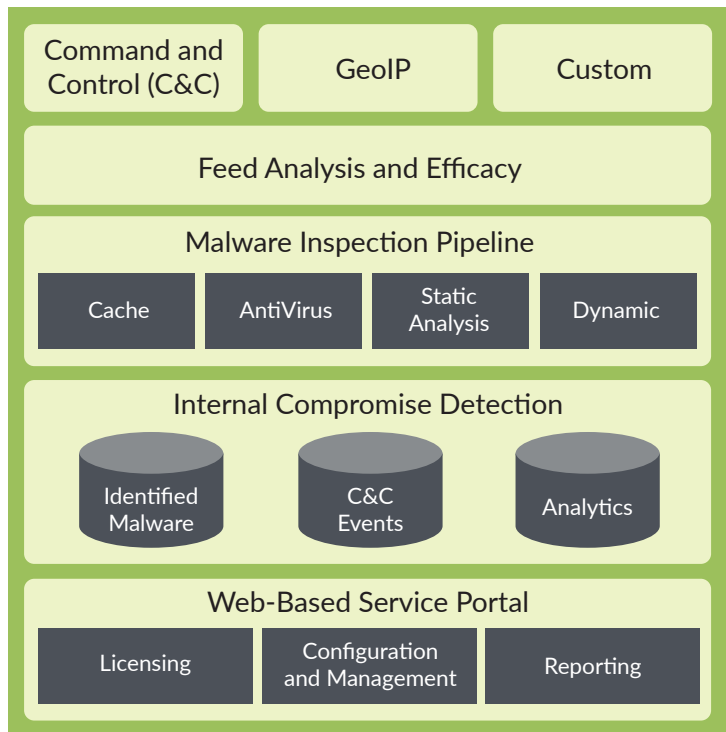 Command and
Control (C&C)
GeoIP
Custom
Feed Analysis and Efficacy
Malware Inspection Pipeline
Cache
AntiVirus
Static
Analysis
Dynamic
Internal Compromise Detection
Identified
Malware
C&C
Events
Analytics
Web-Based Service Portal
Licensing
Configuration
and Management
Reporting